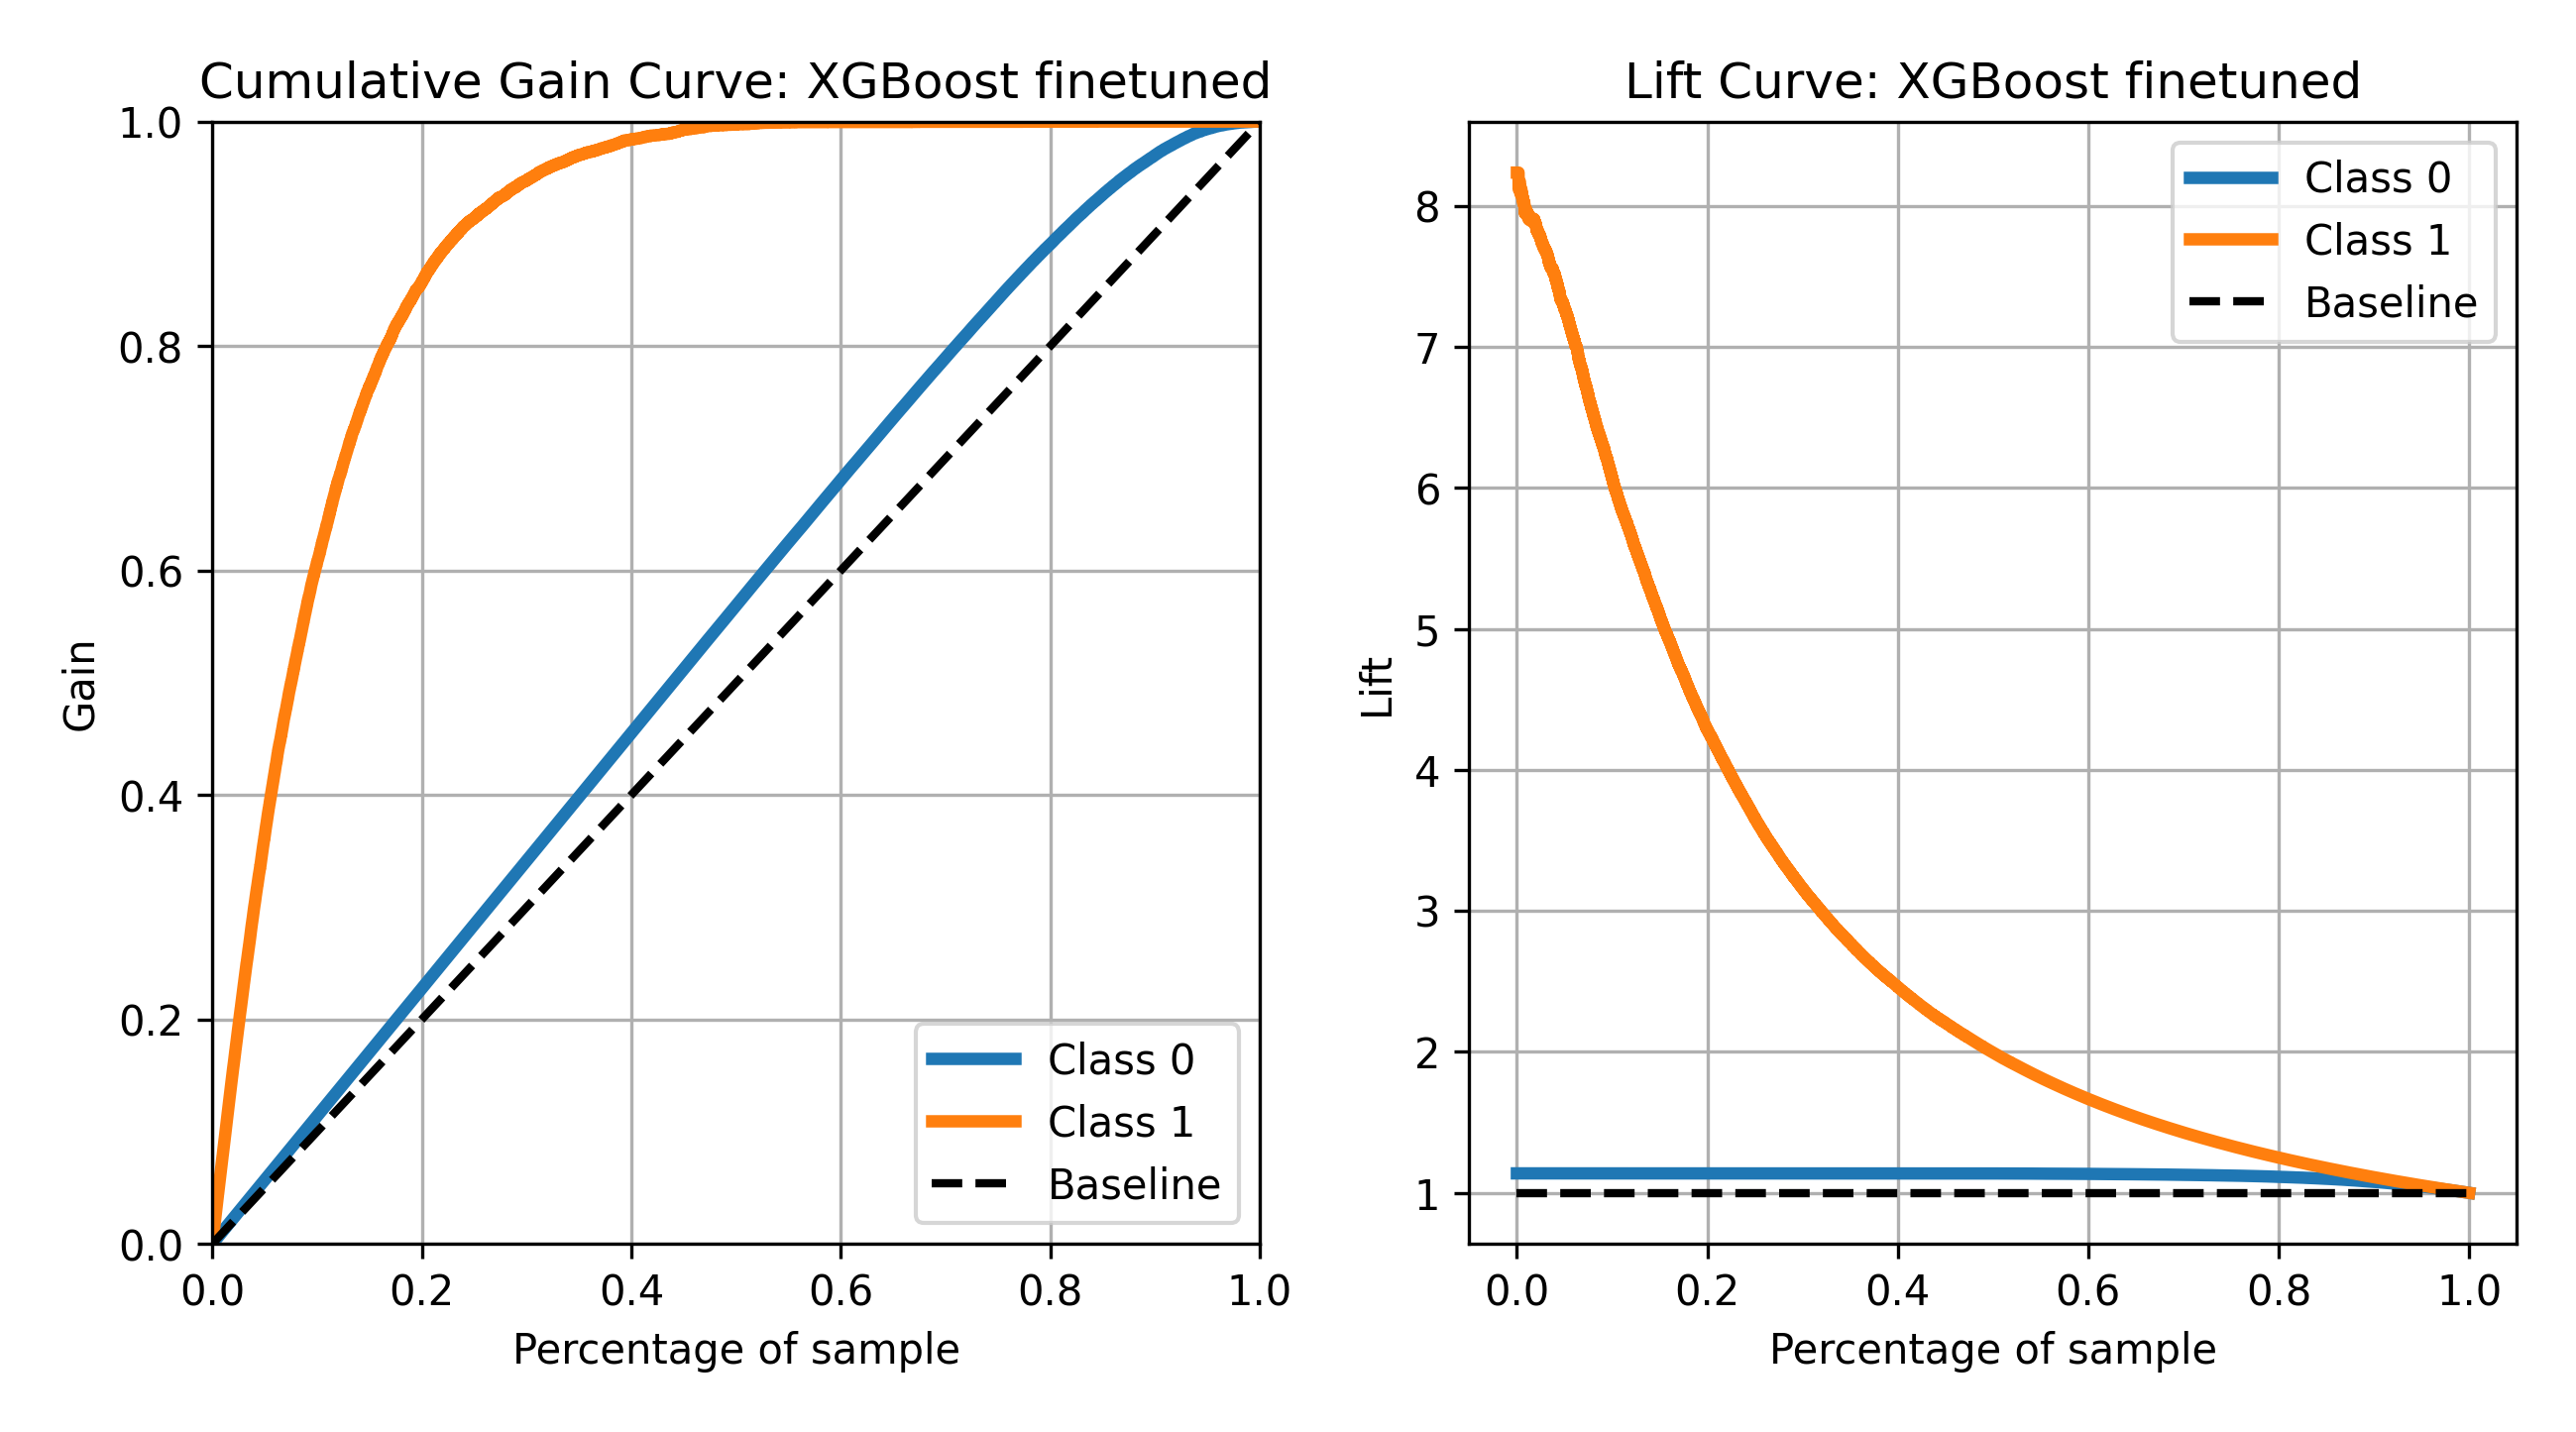 Cumulative Gain Curve: XGBoost finetuned
1.0
0.8
0.6
0.4
0.2
0.0
Gain
0.0 0.2 0.4 0.6 0.8 1.0
Percentage of sample
Class 0
Class 1
Baseline
Lift Curve: XGBoost finetuned
8
7
6
5
4
3
2
1
Lift
0.0 0.2 0.4 0.6 0.8 1.0
Percentage of sample
Class 0
Class 1
Baseline